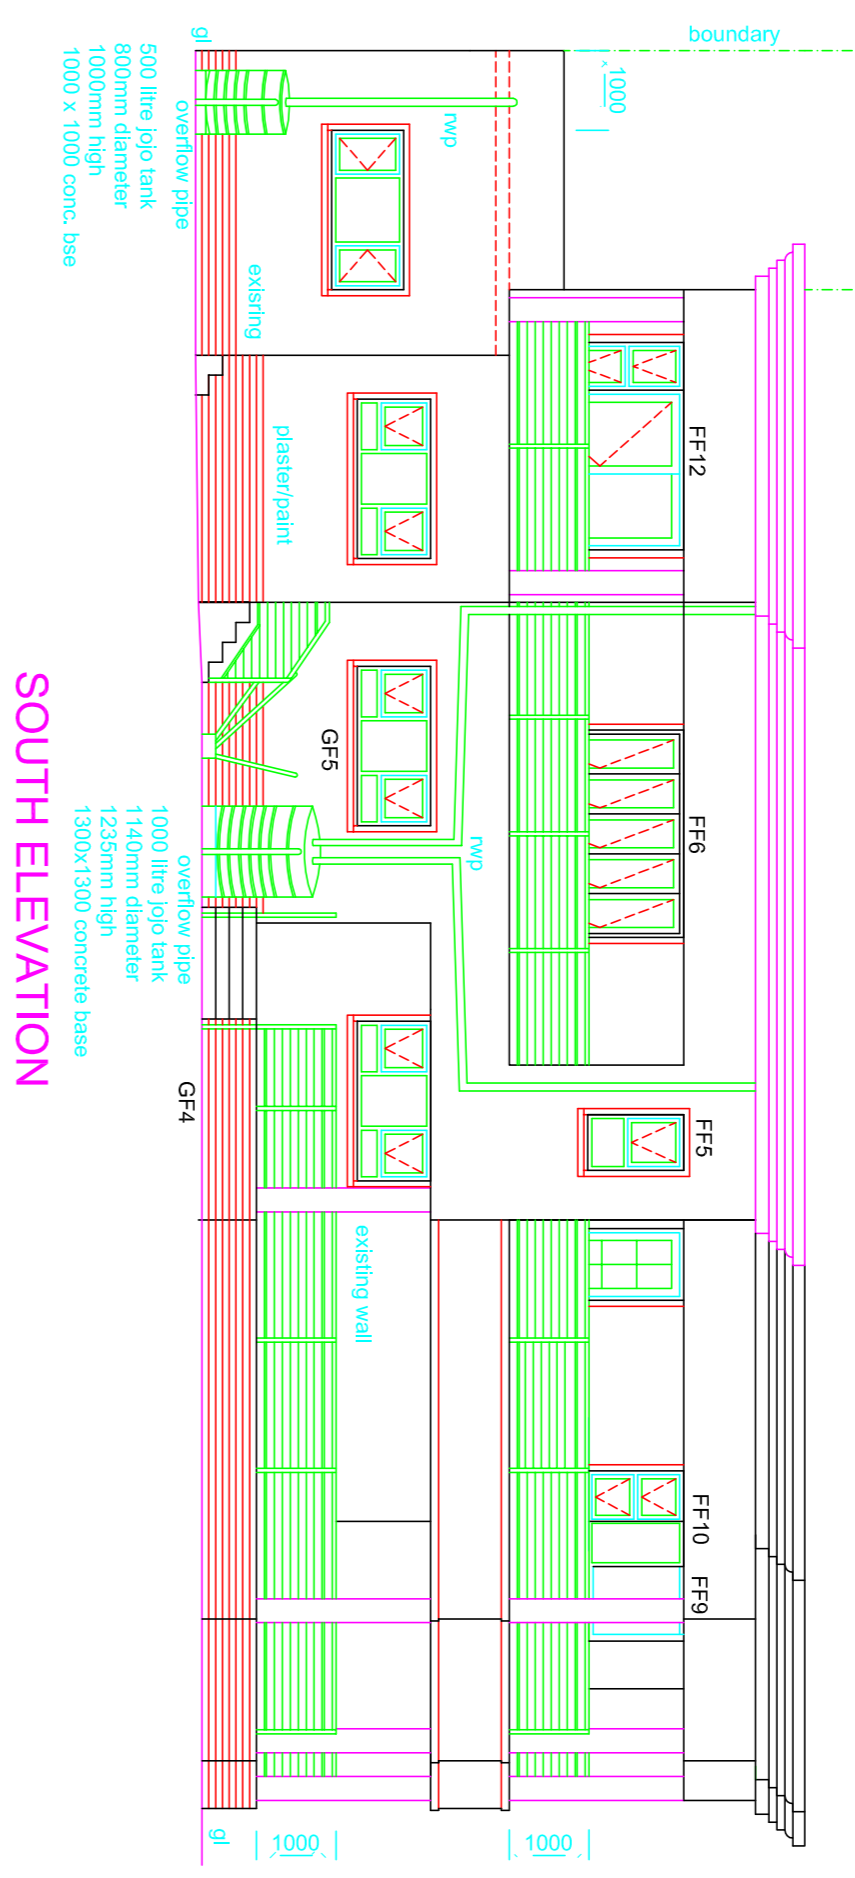 boundary
1000
gl
rwp
overflow pipe
500 litre jojo tank
800mm diameter
1000mm high
1000 x 1000 conc. bse
exisring
plaster/paint
FF12
FF6
GF5
rwp
overflow pipe
1000 litre jojo tank
1140mm diameter
1235mm high
1300x1300 concrete base
GF4
FF5
existing wall
FF10
FF9
1000
1000
gl
SOUTH ELEVATION